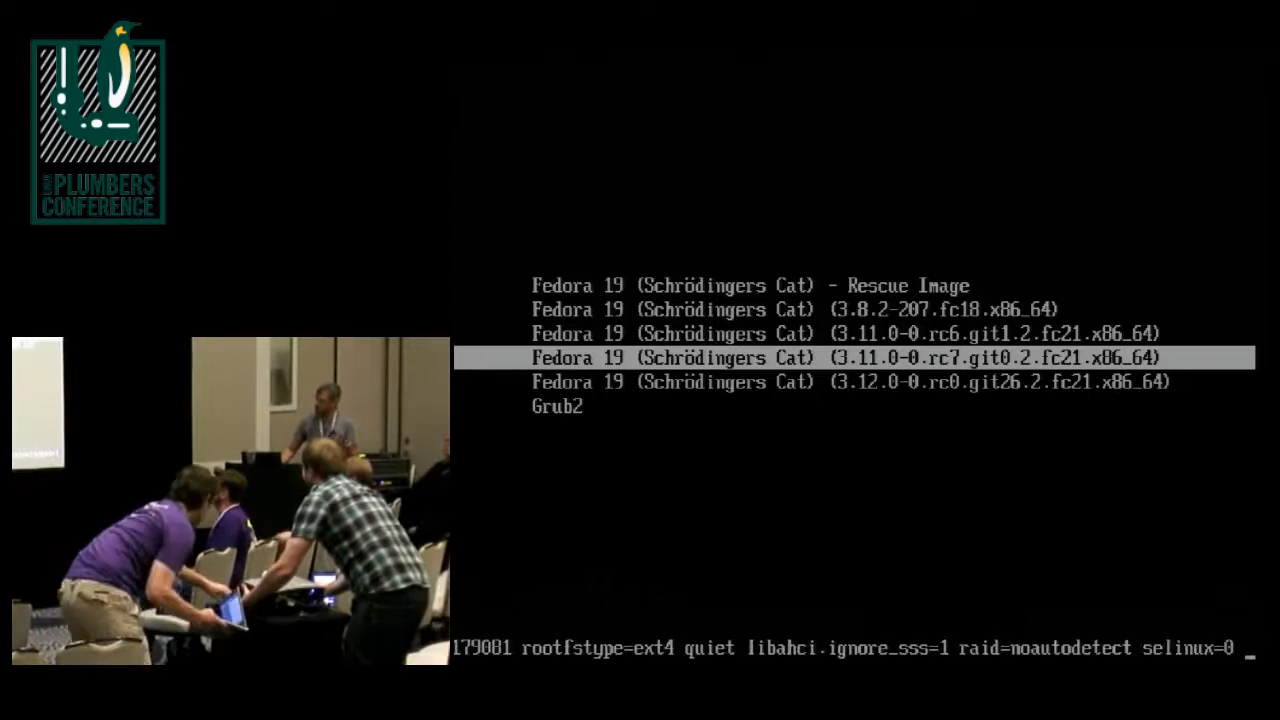 LINUX
PLUMBERS
CONFERENCE
Fedora 19 (Schrödingers Cat) - Rescue Image
Fedora 19 (Schrödingers Cat) (3.8.2-207.fc18.x86_64)
Fedora 19 (Schrödingers Cat) (3.11.0-0.rc6.git1.2.fc21.x86_64)
Fedora 19 (Schrödingers Cat) (3.11.0-0.rc7.git0.2.fc21.x86_64)
Fedora 19 (Schrödingers Cat) (3.12.0-0.rc0.git26.2.fc21.x86_64)
Grub2
179081 rootfstype=ext4 quiet libahci.ignore_sss=1 raid=noautodetect selinux=0 _